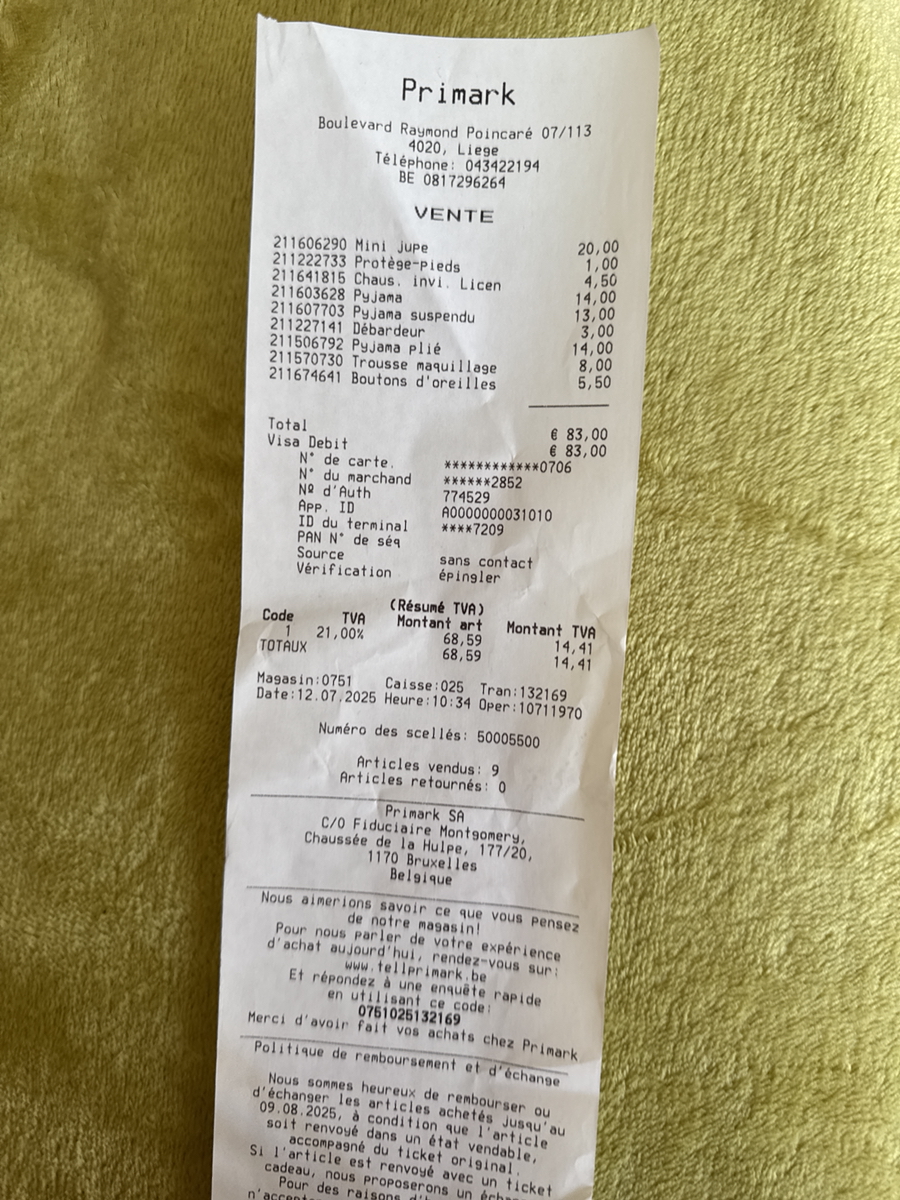 Primark
Boulevard Raymond Poincaré 07/113
4020, Liege
Téléphone: 043422194
BE 0817296264
VENTE
211606290 Mini jupe 20,00
211222733 Protège-pieds 1,00
211641815 Chaus. invi. Licen 4,50
211603628 Pyjama 14,00
211607703 Pyjama suspendu 13,00
211227141 Débardeur 3,00
211506792 Pyjama plié 14,00
211570730 Trousse maquillage 8,00
211674641 Boutons d'oreilles 5,50
Total € 83,00
Visa Debit € 83,00
N° de carte. ************0706
N° du marchand ******2852
Nº d'Auth 774529
App. ID A0000000031010
ID du terminal ****7209
PAN N° de séq
Source sans contact
Vérification épingler
(Résumé TVA)
Code TVA Montant art Montant TVA
1 21,00% 68,59 14,41
TOTAUX 68,59 14,41
Magasin:0751 Caisse:025 Tran:132169
Date:12.07.2025 Heure:10:34 Oper:10711970
Numéro des scellés: 50005500
Articles vendus: 9
Articles retournés: 0
Primark SA
C/O Fiduciaire Montgomery,
Chaussée de la Hulpe, 177/20,
1170 Bruxelles
Belgique
Nous aimerions savoir ce que vous pensez
de notre magasin!
Pour nous parler de votre expérience
d'achat aujourd'hui, rendez-vous sur:
www.tellprimark.be
Et répondez à une enquête rapide
en utilisant ce code:
0751025132169
Merci d'avoir fait vos achats chez Primark
Politique de remboursement et d'échange
Nous sommes heureux de rembourser ou
d'échanger les articles achetés jusqu'au
09.08.2025, à condition que l'article
soit renvoyé dans un état vendable,
accompagné du ticket original.
Si l'article est renvoyé avec un ticket
cadeau, nous proposerons un
Pour des raisons